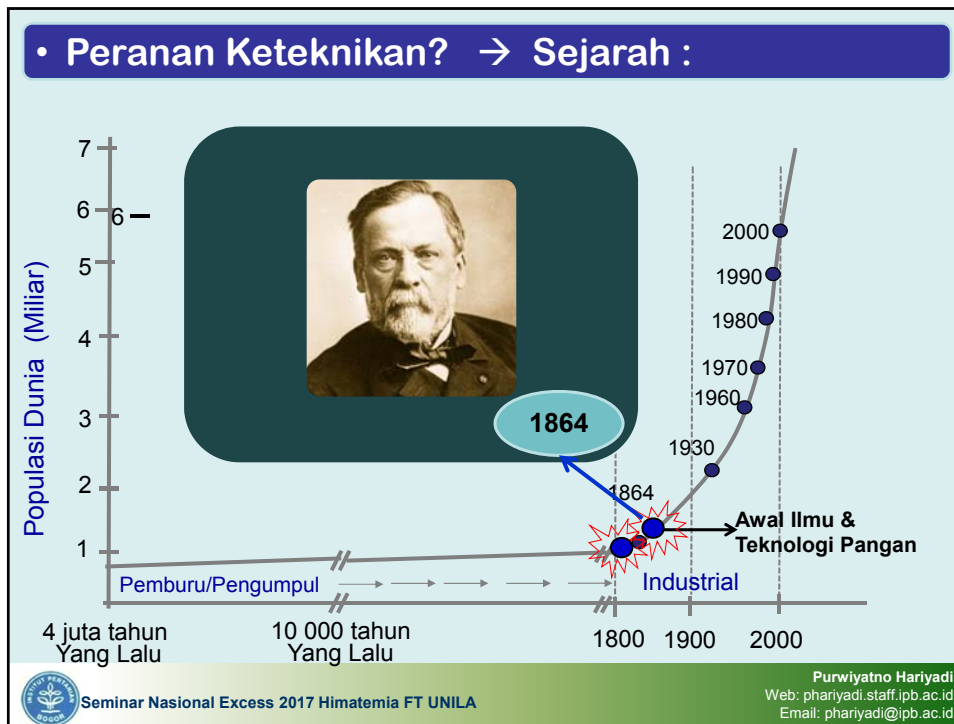 • Peranan Keteknikan? → Sejarah :
Populasi Dunia (Miliar)
7
6
6
5
4
3
2
1
2000
1990
1980
1970
1960
1930
1864
1864
Awal Ilmu &
Teknologi Pangan
Pemburu/Pengumpul
Industrial
4 juta tahun
Yang Lalu
10 000 tahun
Yang Lalu
1800
1900
2000
INSTITUT PERTANIAN
BOGOR
Seminar Nasional Excess 2017 Himatemia FT UNILA
Purwiyatno Hariyadi
Web: phariyadi.staff.ipb.ac.id
Email: phariyadi@ipb.ac.id